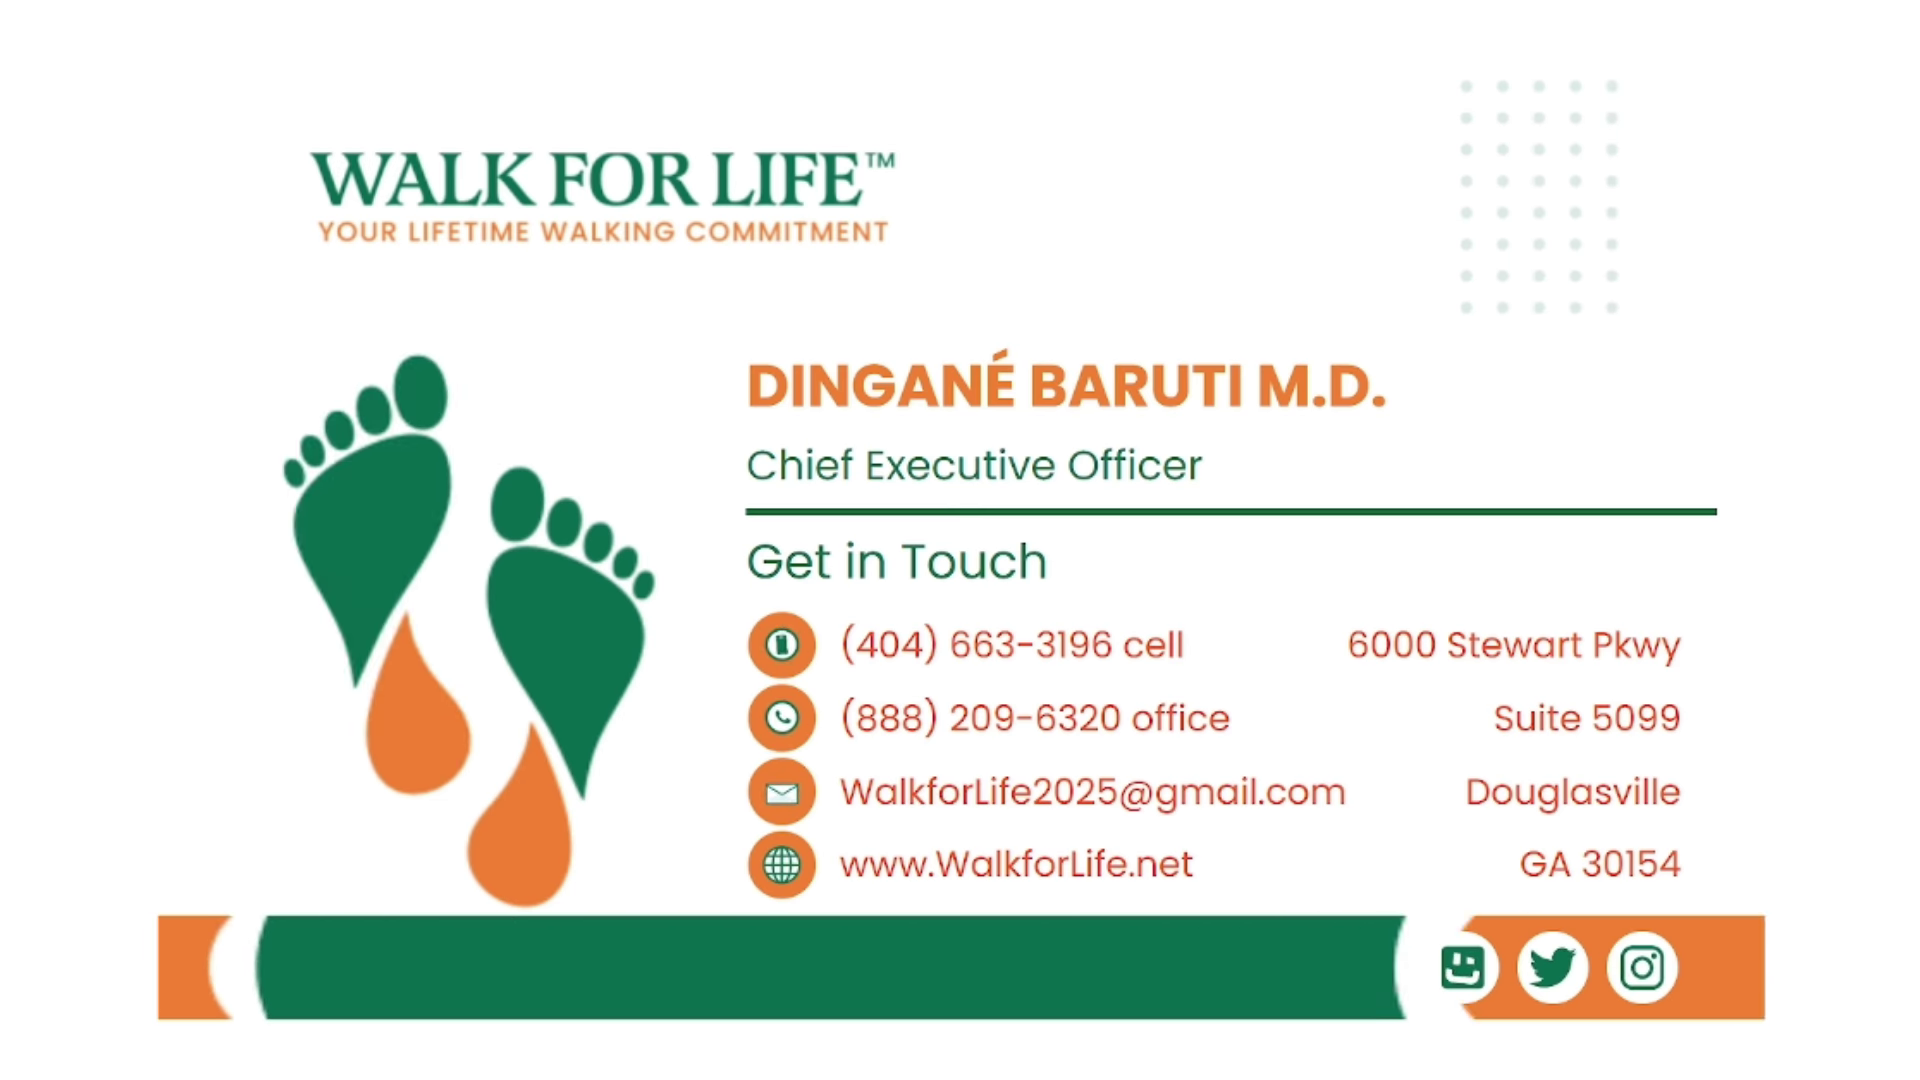 WALK FOR LIFE™
YOUR LIFETIME WALKING COMMITMENT
DINGANÉ BARUTI M.D.
Chief Executive Officer
Get in Touch
(404) 663-3196 cell
(888) 209-6320 office
WalkforLife2025@gmail.com
www.WalkforLife.net
6000 Stewart Pkwy
Suite 5099
Douglasville
GA 30154